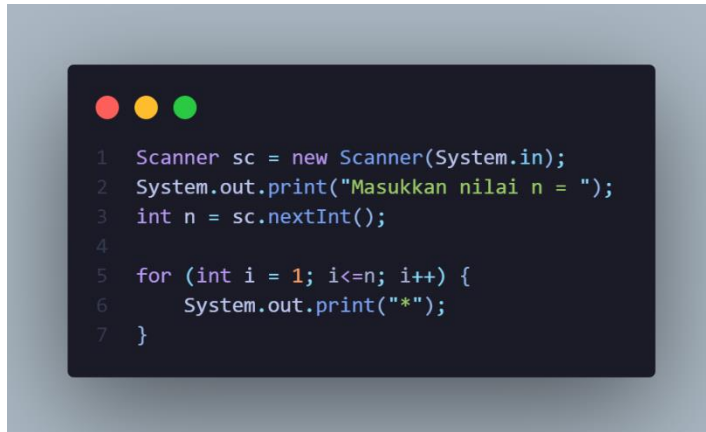 1 Scanner sc = new Scanner(System.in);
2 System.out.print("Masukkan nilai n = ");
3 int n = sc.nextInt();
4
5 for (int i = 1; i<=n; i++) {
6     System.out.print("*");
7 }